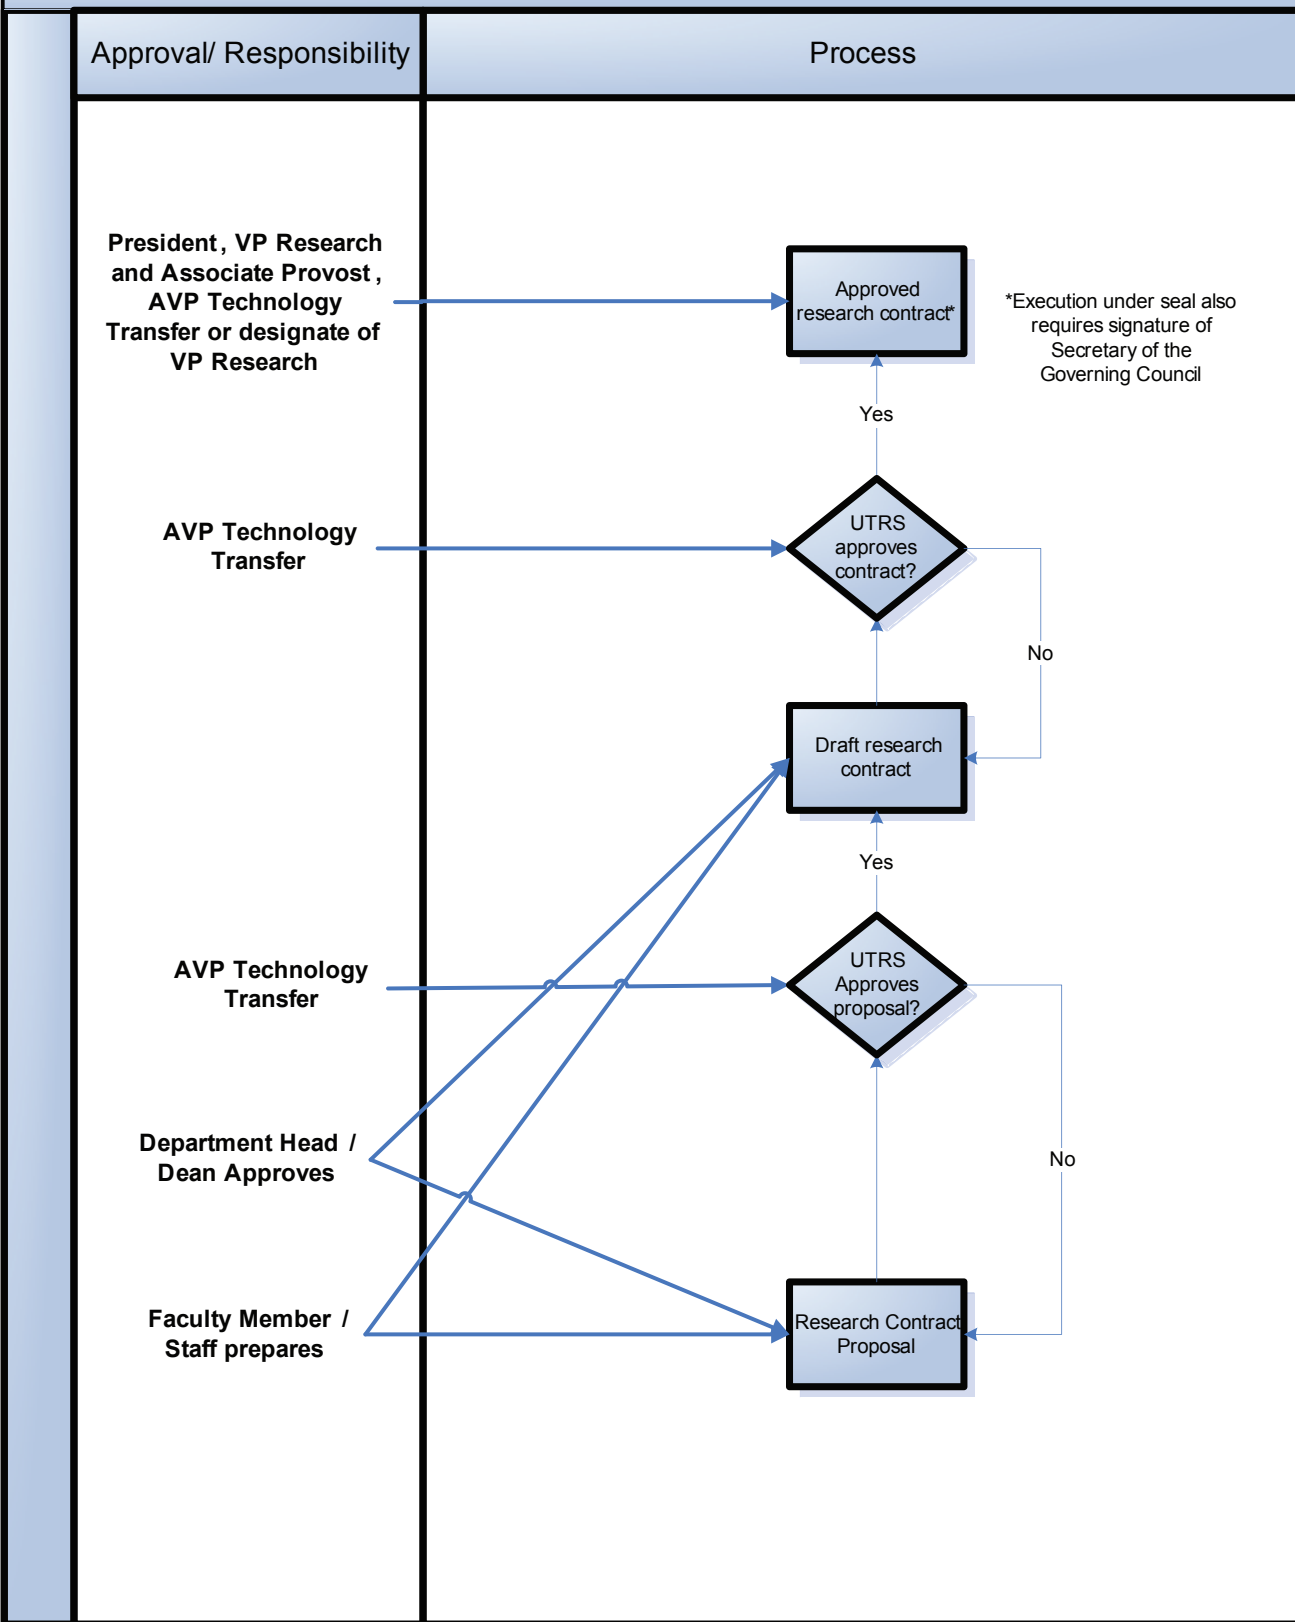 Approval/ Responsibility
Process
President, VP Research
and Associate Provost,
AVP Technology
Transfer or designate of
VP Research
Approved
research contract*
*Execution under seal also
requires signature of
Secretary of the
Governing Council
Yes
AVP Technology
Transfer
UTRS
approves
contract?
No
Draft research
contract
Yes
AVP Technology
Transfer
UTRS
Approves
proposal?
Department Head /
Dean Approves
No
Faculty Member /
Staff prepares
Research Contract
Proposal